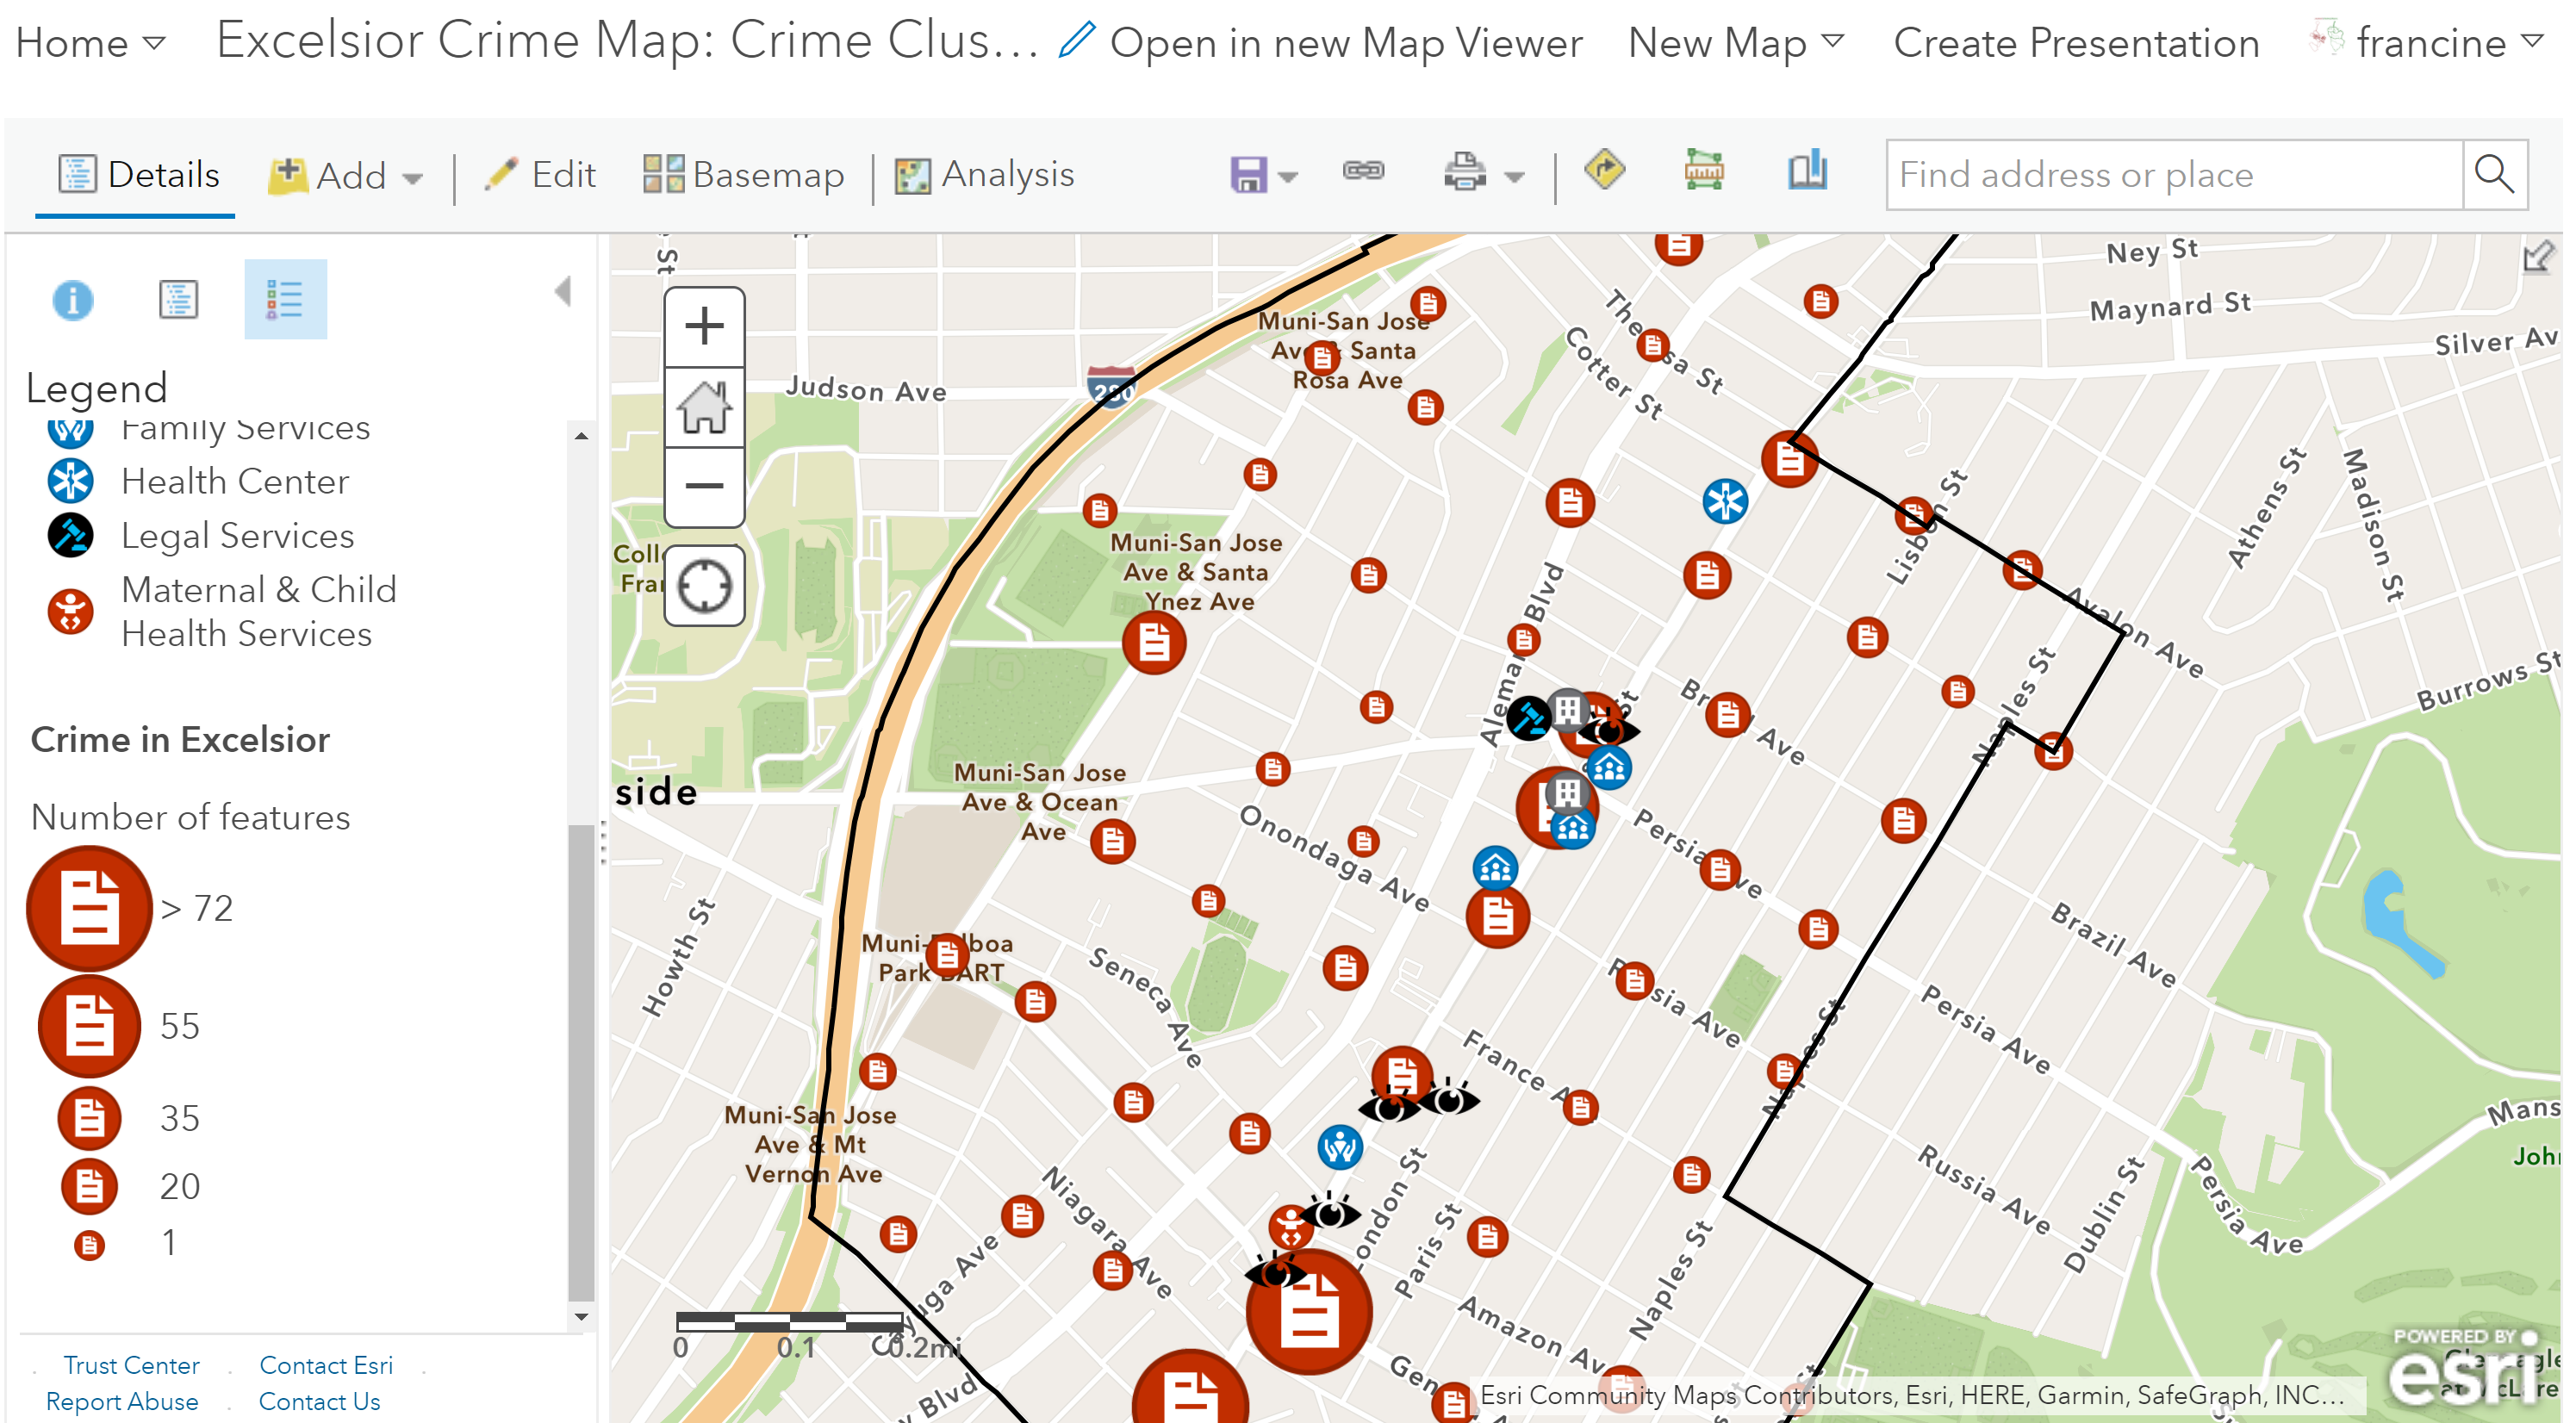 Home
Excelsior Crime Map: Crime Clus...
Open in new Map Viewer
New Map
Create Presentation
francine
Details
Add
Edit
Basemap
Analysis
Find address or place
Legend
Family Services
Health Center
Legal Services
Maternal & Child
Health Services
Crime in Excelsior
Number of features
> 72
55
35
20
1
Trust Center
Contact Esri
Report Abuse
Contact Us
St
Judson Ave
280
Muni-San Jose
Ave & Santa
Rosa Ave
Cotter St
Ney St
Maynard St
Silver Av
Muni-San Jose
Ave & Santa
Ynez Ave
Blvd
Lisbon St
Athens St
Madison St
Avalon Ave
Naples St
Burrows St
side
Muni-San Jose
Ave & Ocean
Ave
Onondaga Ave
Ave
Howth St
Park BART
Seneca Ave
Brazil Ave
Persia Ave
France
Naples St
Muni-San Jose
Ave & Mt
Vernon Ave
Niagara Ave
London St
Paris St
Naples St
Russia Ave
Dublin St
Persia Ave
Mans
John
Amazon Av
Gen
Blvd
0
0.1
0.2mi
Esri Community Maps Contributors, Esri, HERE, Garmin, SafeGraph, INC...
POWERED BY
esri